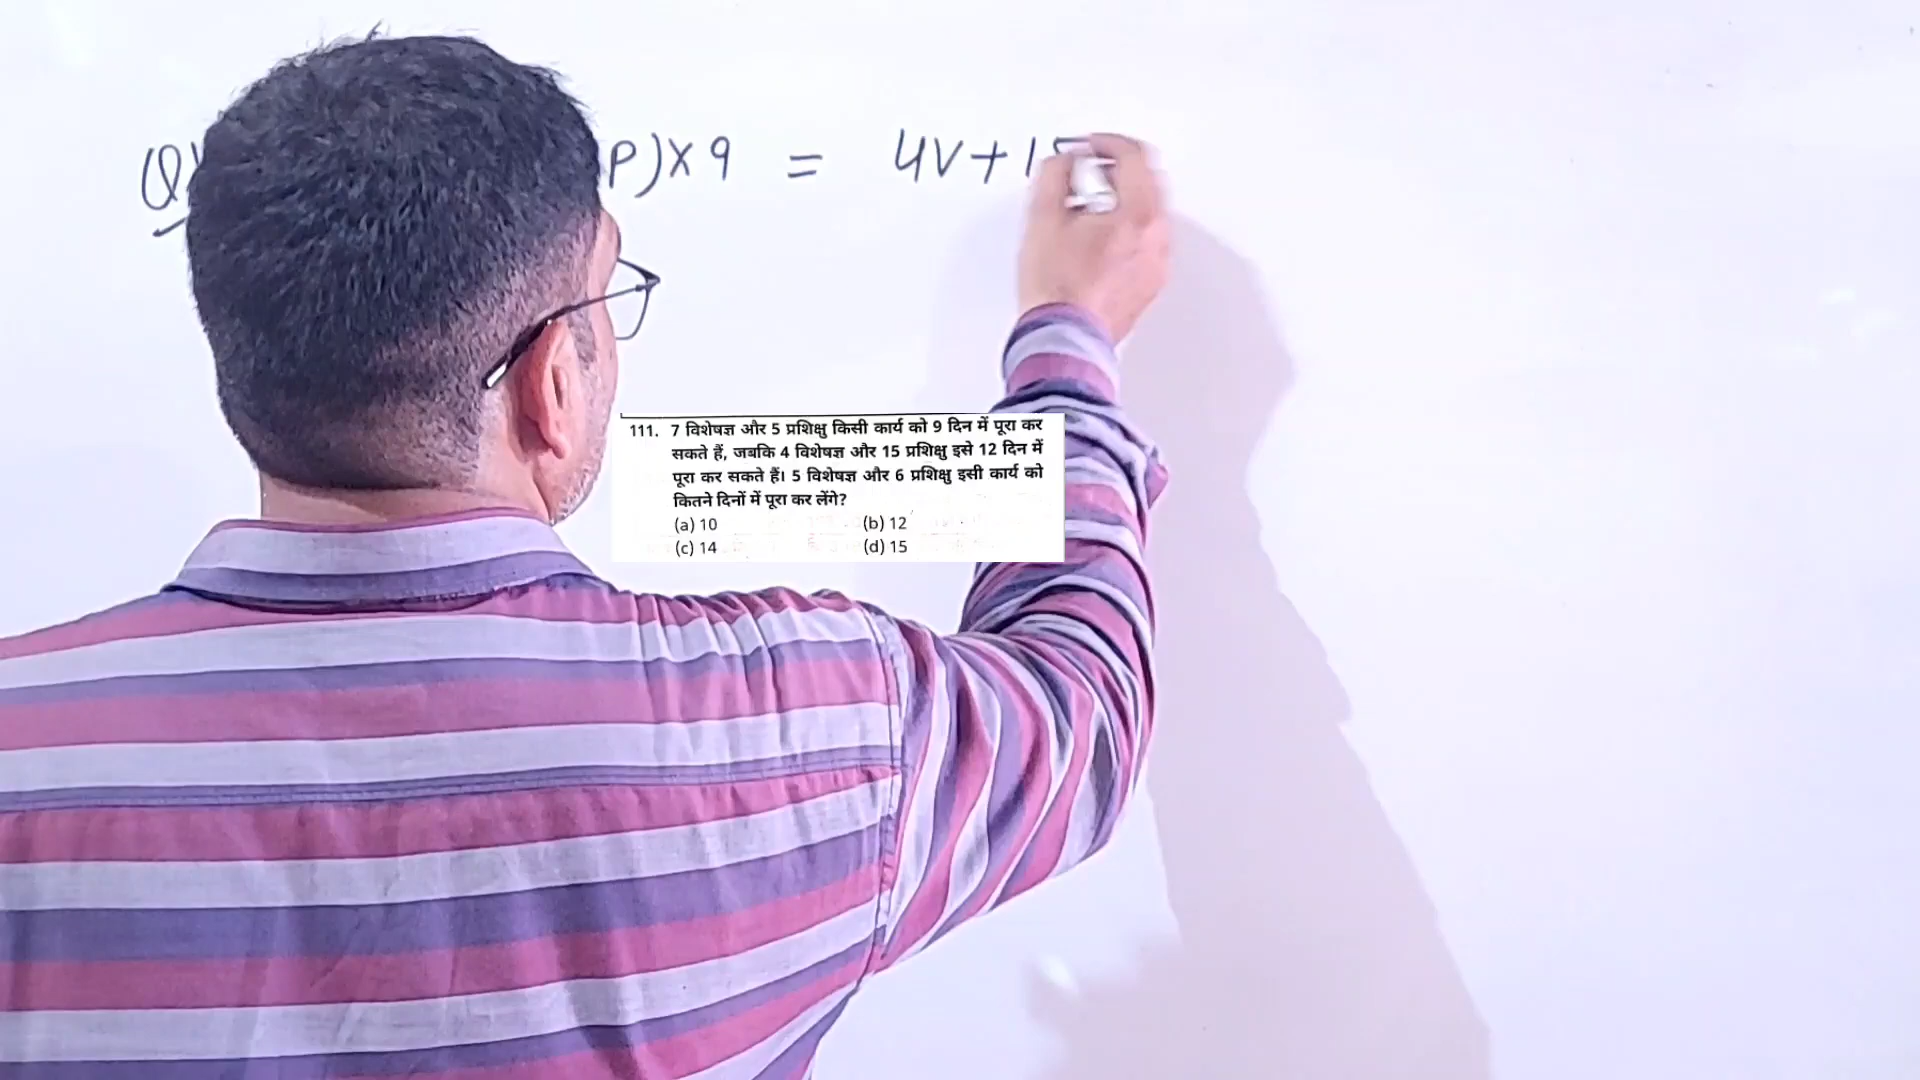 (Q) P)×9 = 4V+15
111. 7 विशेषज्ञ और 5 प्रशिक्षु किसी कार्य को 9 दिन में पूरा कर
सकते हैं, जबकि 4 विशेषज्ञ और 15 प्रशिक्षु इसे 12 दिन में
पूरा कर सकते हैं। 5 विशेषज्ञ और 6 प्रशिक्षु इसी कार्य को
कितने दिनों में पूरा कर लेंगे?
(a) 10 (b) 12
(c) 14 (d) 15